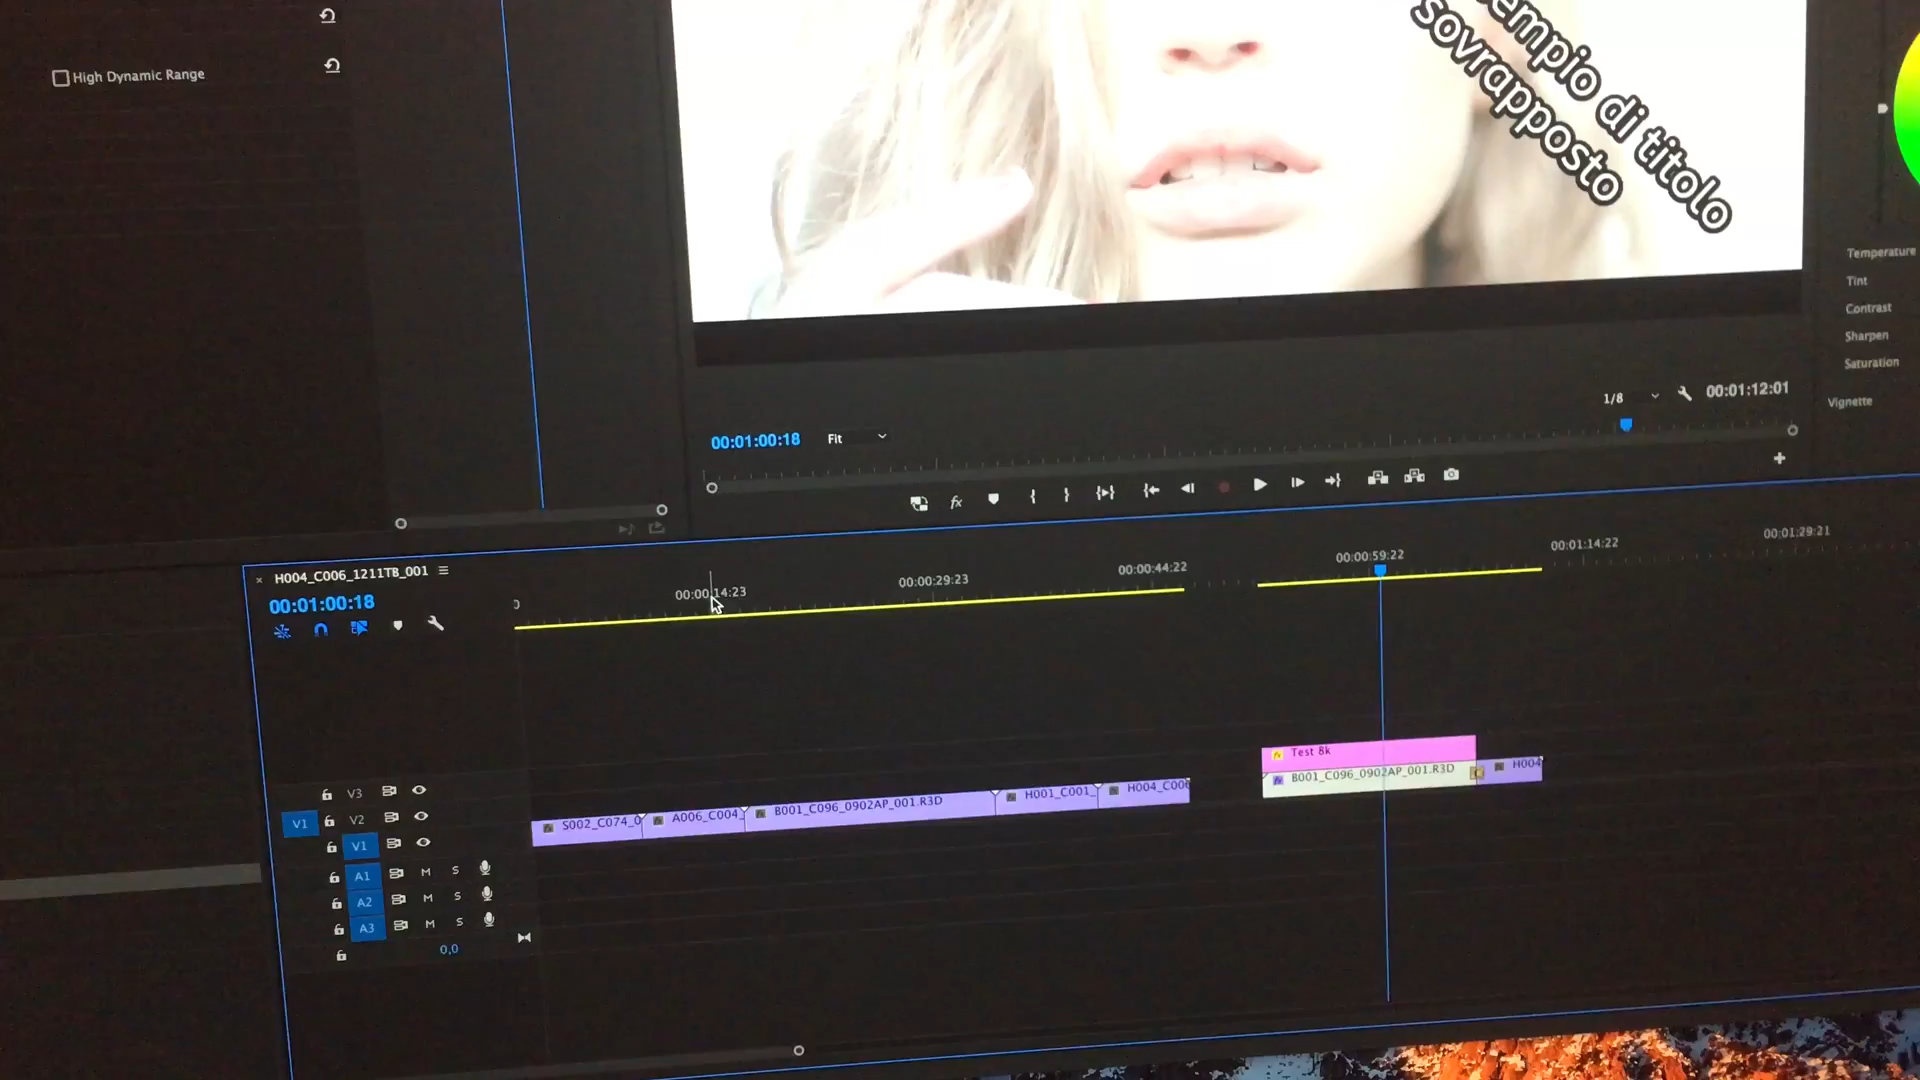 High Dynamic Range
empio di titolo
sovrapposto
Temperature
Tint
Contrast
Sharpen
Saturation
Vignette
00:01:00:18
Fit
1/8
00:01:12:01
H004_C006_1211TB_001
00:01:00:18
00:00:14:23
00:00:29:23
00:00:44:22
00:00:59:22
00:01:14:22
00:01:29:21
Test 8k
B001_C096_0902AP_001.R3D
H004
V3
V1 V2
V1
S002_C074_0
A006_C004_
B001_C096_0902AP_001.R3D
H001_C001_
H004_C006
A1 M S
A2 M S
A3 M S
0,0